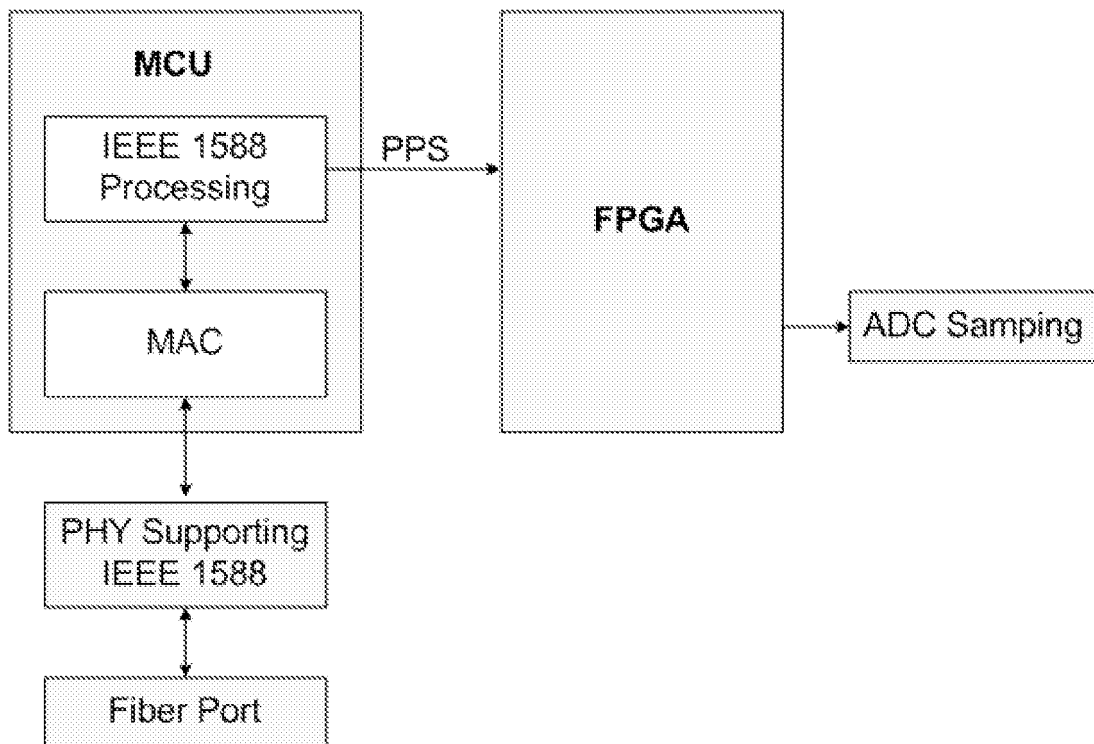 MCU
IEEE 1588
Processing
PPS
FPGA
MAC
ADC Samping
PHY Supporting
IEEE 1588
Fiber Port